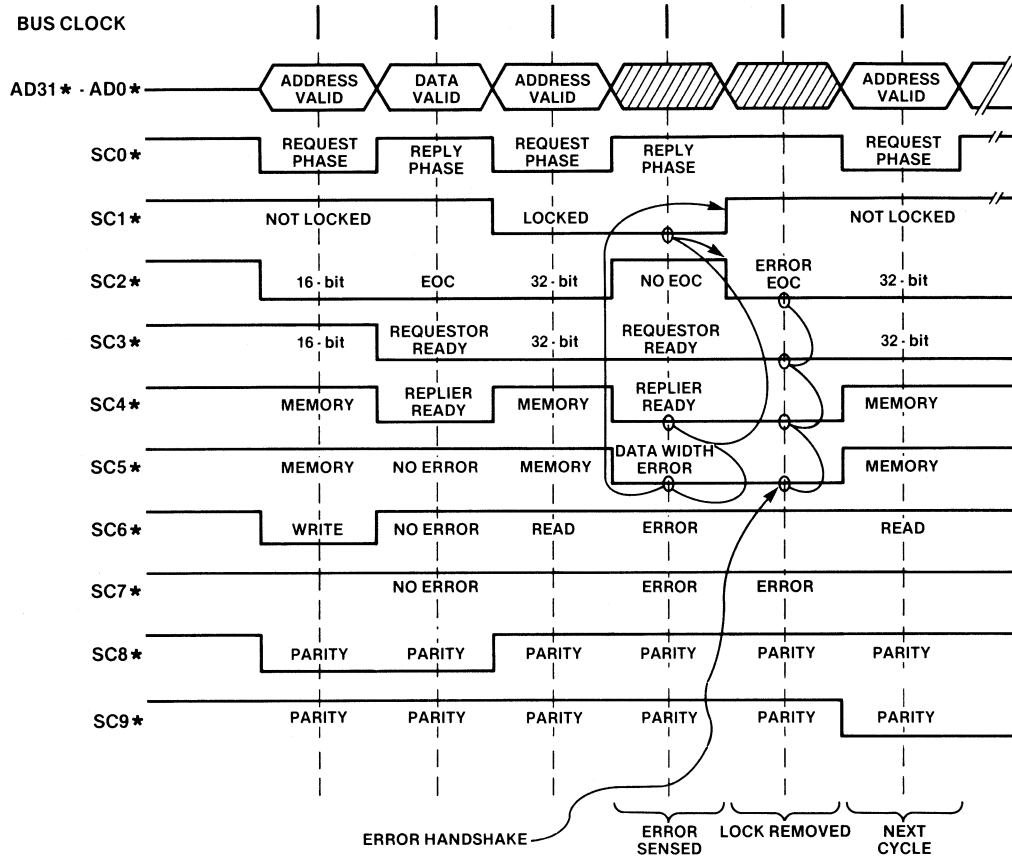 BUS CLOCK
AD31* - AD0*
ADDRESS VALID
DATA VALID
ADDRESS VALID
ADDRESS VALID
SC0*
REQUEST PHASE
REPLY PHASE
REQUEST PHASE
REPLY PHASE
REQUEST PHASE
SC1*
NOT LOCKED
LOCKED
NOT LOCKED
SC2*
16-bit
EOC
32-bit
NO EOC
ERROR EOC
32-bit
SC3*
16-bit
REQUESTOR READY
32-bit
REQUESTOR READY
32-bit
SC4*
MEMORY
REPLIER READY
MEMORY
REPLIER READY
MEMORY
SC5*
MEMORY
NO ERROR
MEMORY
DATA WIDTH ERROR
MEMORY
SC6*
WRITE
NO ERROR
READ
ERROR
READ
SC7*
NO ERROR
ERROR
ERROR
SC8*
PARITY
PARITY
PARITY
PARITY
PARITY
PARITY
SC9*
PARITY
PARITY
PARITY
PARITY
PARITY
PARITY
ERROR HANDSHAKE
ERROR SENSED
LOCK REMOVED
NEXT CYCLE